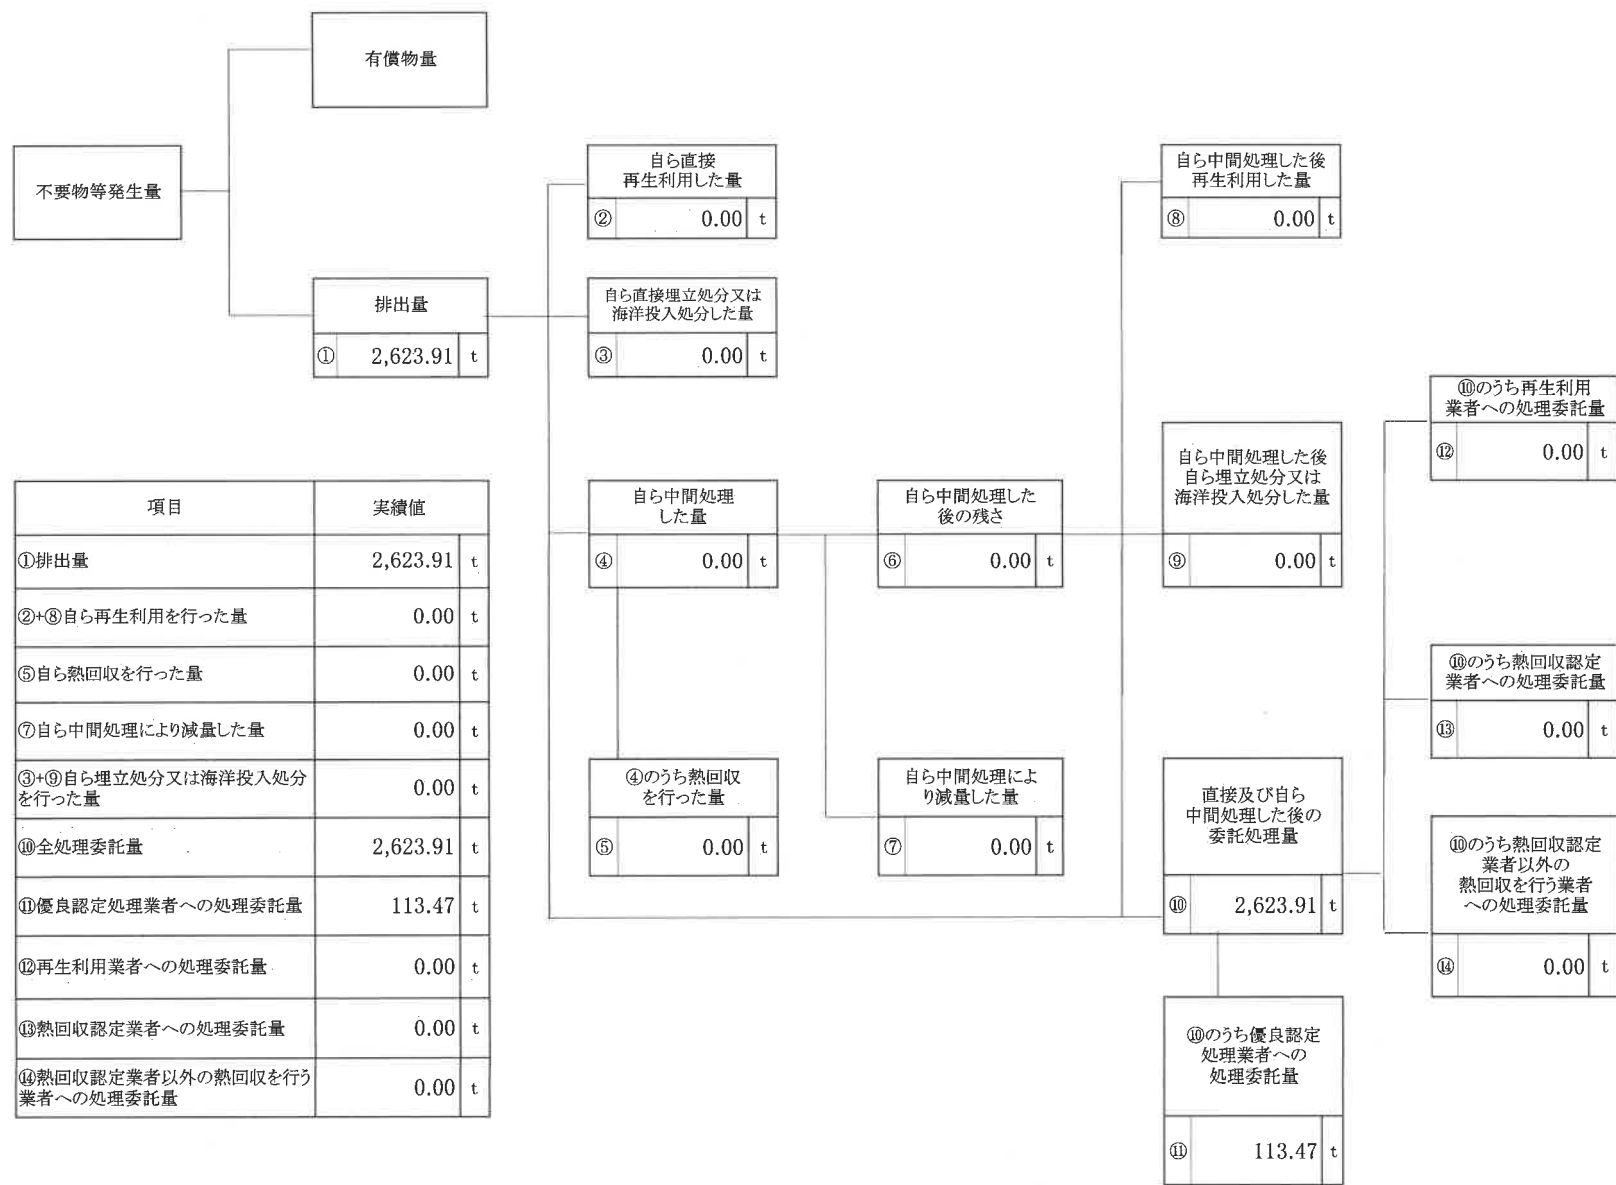 有償物量
不要物等発生量
自ら直接
再生利用した量
② 0.00 t
自ら中間処理した後
再生利用した量
⑧ 0.00 t
排出量
① 2,623.91 t
自ら直接埋立処分又は
海洋投入処分した量
③ 0.00 t
⑩のうち再生利用
業者への処理委託量
⑫ 0.00 t
自ら中間処理した後
自ら埋立処分又は
海洋投入処分した量
⑨ 0.00 t
自ら中間処理
した量
④ 0.00 t
自ら中間処理した
後の残さ
⑥ 0.00 t
項目 実績値
①排出量 2,623.91 t
②+⑧自ら再生利用を行った量 0.00 t
⑤自ら熱回収を行った量 0.00 t
⑦自ら中間処理により減量した量 0.00 t
③+⑨自ら埋立処分又は海洋投入処分
を行った量 0.00 t
⑩全処理委託量 2,623.91 t
⑪優良認定処理業者への処理委託量 113.47 t
⑫再生利用業者への処理委託量 0.00 t
⑬熱回収認定業者への処理委託量 0.00 t
⑭熱回収認定業者以外の熱回収を行う
業者への処理委託量 0.00 t
④のうち熱回収
を行った量
⑤ 0.00 t
自ら中間処理によ
り減量した量
⑦ 0.00 t
⑩のうち熱回収認定
業者への処理委託量
⑬ 0.00 t
直接及び自ら
中間処理した後の
委託処理量
⑩ 2,623.91 t
⑩のうち熱回収認定
業者以外の
熱回収を行う業者
への処理委託量
⑭ 0.00 t
⑩のうち優良認定
処理業者への
処理委託量
⑪ 113.47 t